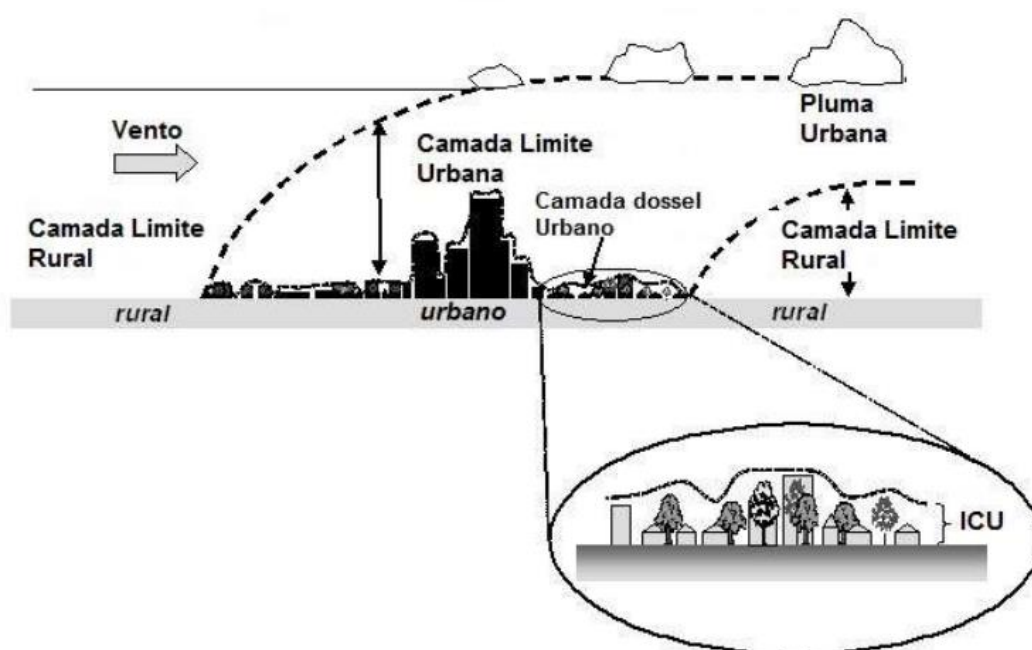 Pluma
Urbana
Vento
Camada Limite
Urbana
Camada dossel
Urbano
Camada Limite
Rural
Camada Limite
Rural
rural
urbano
rural
ICU